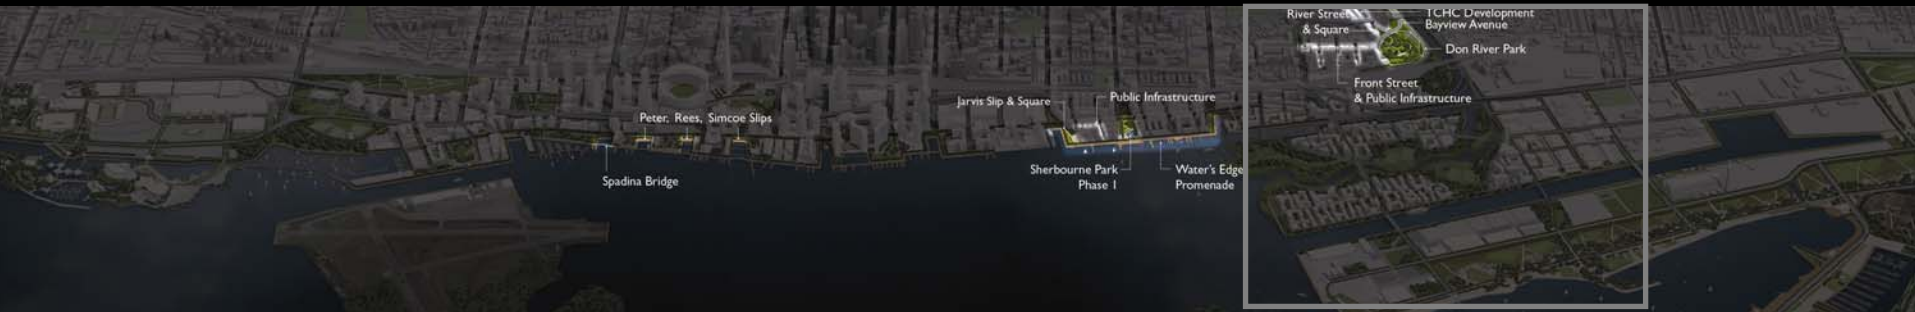 River Street
& Square
TCHC Development
Bayview Avenue
Don River Park
Front Street
& Public Infrastructure
Jarvis Slip & Square
Public Infrastructure
Peter, Rees, Simcoe Slips
Spadina Bridge
Sherbourne Park
Phase 1
Water's Edge
Promenade